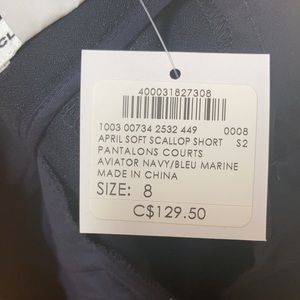 400031827308
1003 00734 2532 449 0008
APRIL SOFT SCALLOP SHORT S2
PANTALONS COURTS
AVIATOR NAVY/BLEU MARINE
MADE IN CHINA
SIZE: 8
C$129.50